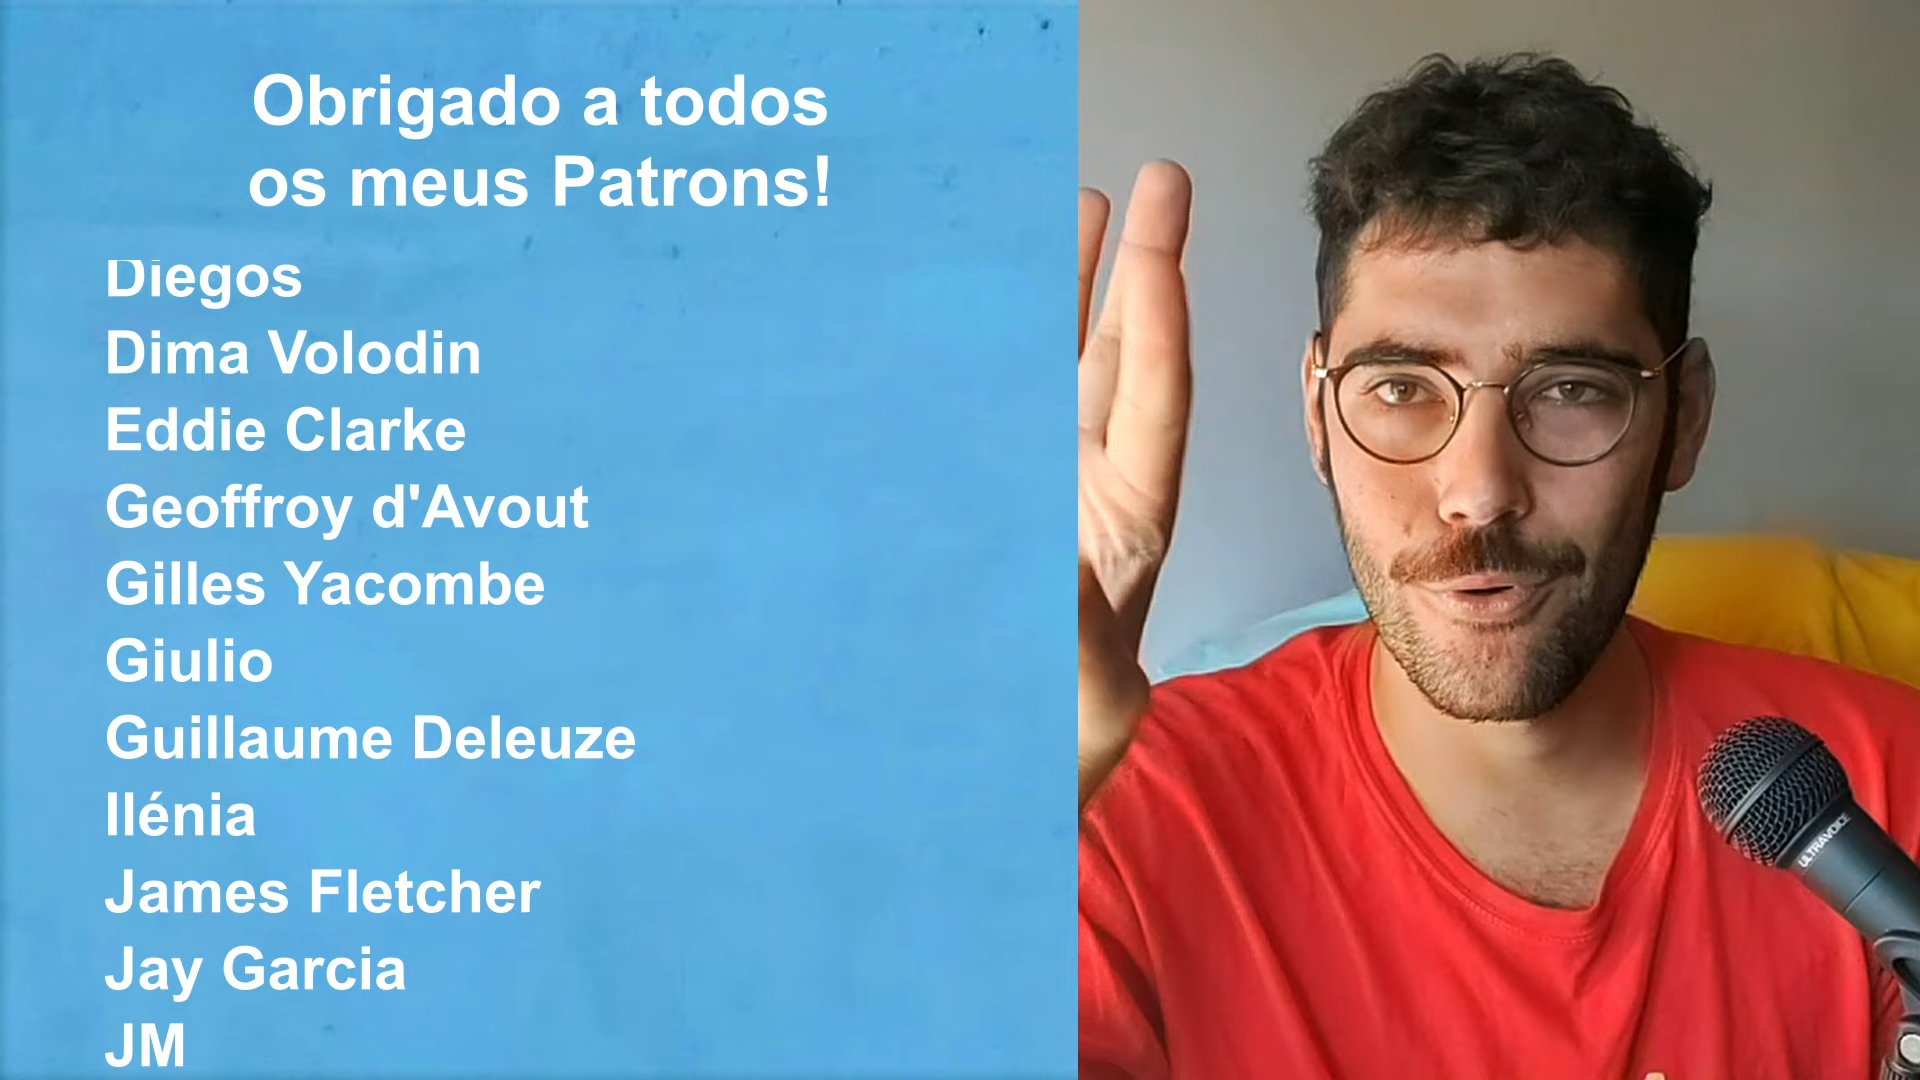 Obrigado a todos
os meus Patrons!
Diegos
Dima Volodin
Eddie Clarke
Geoffroy d'Avout
Gilles Yacombe
Giulio
Guillaume Deleuze
Ilénia
James Fletcher
Jay Garcia
JM
ULTRAVOICE